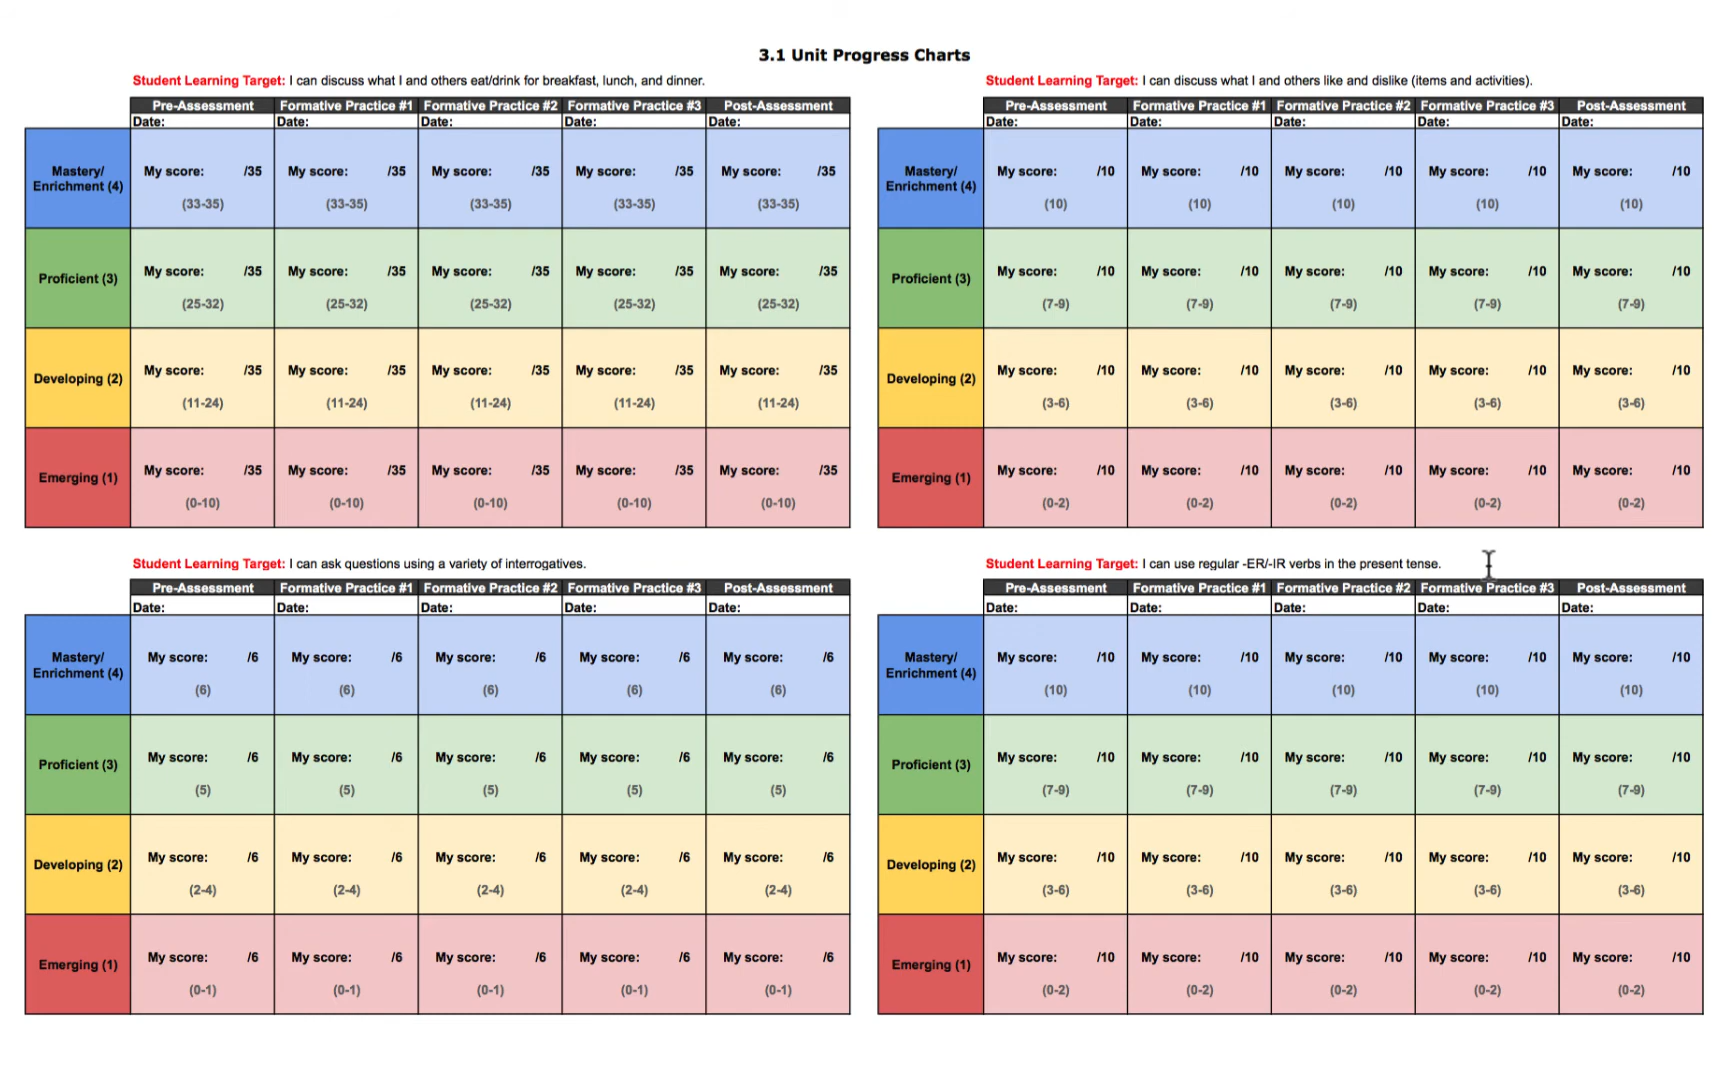 3.1 Unit Progress Charts
Student Learning Target: I can discuss what I and others eat/drink for breakfast, lunch, and dinner.
Pre-Assessment Formative Practice #1 Formative Practice #2 Formative Practice #3 Post-Assessment
Date: Date: Date: Date: Date:
Mastery/
Enrichment (4)
My score: /35 My score: /35 My score: /35 My score: /35 My score: /35
(33-35) (33-35) (33-35) (33-35) (33-35)
Proficient (3)
My score: /35 My score: /35 My score: /35 My score: /35 My score: /35
(25-32) (25-32) (25-32) (25-32) (25-32)
Developing (2)
My score: /35 My score: /35 My score: /35 My score: /35 My score: /35
(11-24) (11-24) (11-24) (11-24) (11-24)
Emerging (1)
My score: /35 My score: /35 My score: /35 My score: /35 My score: /35
(0-10) (0-10) (0-10) (0-10) (0-10)
Student Learning Target: I can discuss what I and others like and dislike (items and activities).
Pre-Assessment Formative Practice #1 Formative Practice #2 Formative Practice #3 Post-Assessment
Date: Date: Date: Date: Date:
Mastery/
Enrichment (4)
My score: /10 My score: /10 My score: /10 My score: /10 My score: /10
(10) (10) (10) (10) (10)
Proficient (3)
My score: /10 My score: /10 My score: /10 My score: /10 My score: /10
(7-9) (7-9) (7-9) (7-9) (7-9)
Developing (2)
My score: /10 My score: /10 My score: /10 My score: /10 My score: /10
(3-6) (3-6) (3-6) (3-6) (3-6)
Emerging (1)
My score: /10 My score: /10 My score: /10 My score: /10 My score: /10
(0-2) (0-2) (0-2) (0-2) (0-2)
Student Learning Target: I can ask questions using a variety of interrogatives.
Pre-Assessment Formative Practice #1 Formative Practice #2 Formative Practice #3 Post-Assessment
Date: Date: Date: Date: Date:
Mastery/
Enrichment (4)
My score: /6 My score: /6 My score: /6 My score: /6 My score: /6
(6) (6) (6) (6) (6)
Proficient (3)
My score: /6 My score: /6 My score: /6 My score: /6 My score: /6
(5) (5) (5) (5) (5)
Developing (2)
My score: /6 My score: /6 My score: /6 My score: /6 My score: /6
(2-4) (2-4) (2-4) (2-4) (2-4)
Emerging (1)
My score: /6 My score: /6 My score: /6 My score: /6 My score: /6
(0-1) (0-1) (0-1) (0-1) (0-1)
Student Learning Target: I can use regular -ER/-IR verbs in the present tense.
Pre-Assessment Formative Practice #1 Formative Practice #2 Formative Practice #3 Post-Assessment
Date: Date: Date: Date: Date:
Mastery/
Enrichment (4)
My score: /10 My score: /10 My score: /10 My score: /10 My score: /10
(10) (10) (10) (10) (10)
Proficient (3)
My score: /10 My score: /10 My score: /10 My score: /10 My score: /10
(7-9) (7-9) (7-9) (7-9) (7-9)
Developing (2)
My score: /10 My score: /10 My score: /10 My score: /10 My score: /10
(3-6) (3-6) (3-6) (3-6) (3-6)
Emerging (1)
My score: /10 My score: /10 My score: /10 My score: /10 My score: /10
(0-2) (0-2) (0-2) (0-2) (0-2)